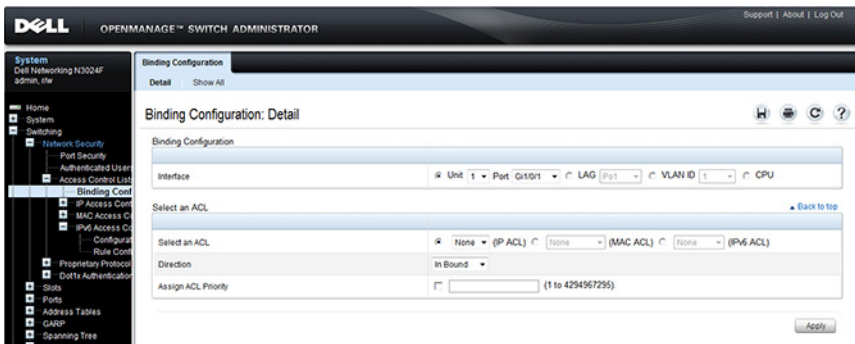 Support | About | Log Out
DELL OPENMANAGE™ SWITCH ADMINISTRATOR
System
Dell Networking N3024F
admin, r/w
Home
System
Switching
Network Security
Port Security
Authenticated Users
Access Control Lists
Binding Conf
IP Access Cont
MAC Access Co
IPv6 Access Co
Configurat
Rule Confi
Proprietary Protocol
Dot1x Authentication
Slots
Ports
Address Tables
GARP
Spanning Tree
Binding Configuration
Detail Show All
Binding Configuration: Detail
Binding Configuration
Interface Unit 1 Port Gi1/0/1 LAG Po1 VLAN ID 1 CPU
Select an ACL Back to top
Select an ACL None (IP ACL) None (MAC ACL) None (IPv6 ACL)
Direction In Bound
Assign ACL Priority (1 to 4294967295).
Apply